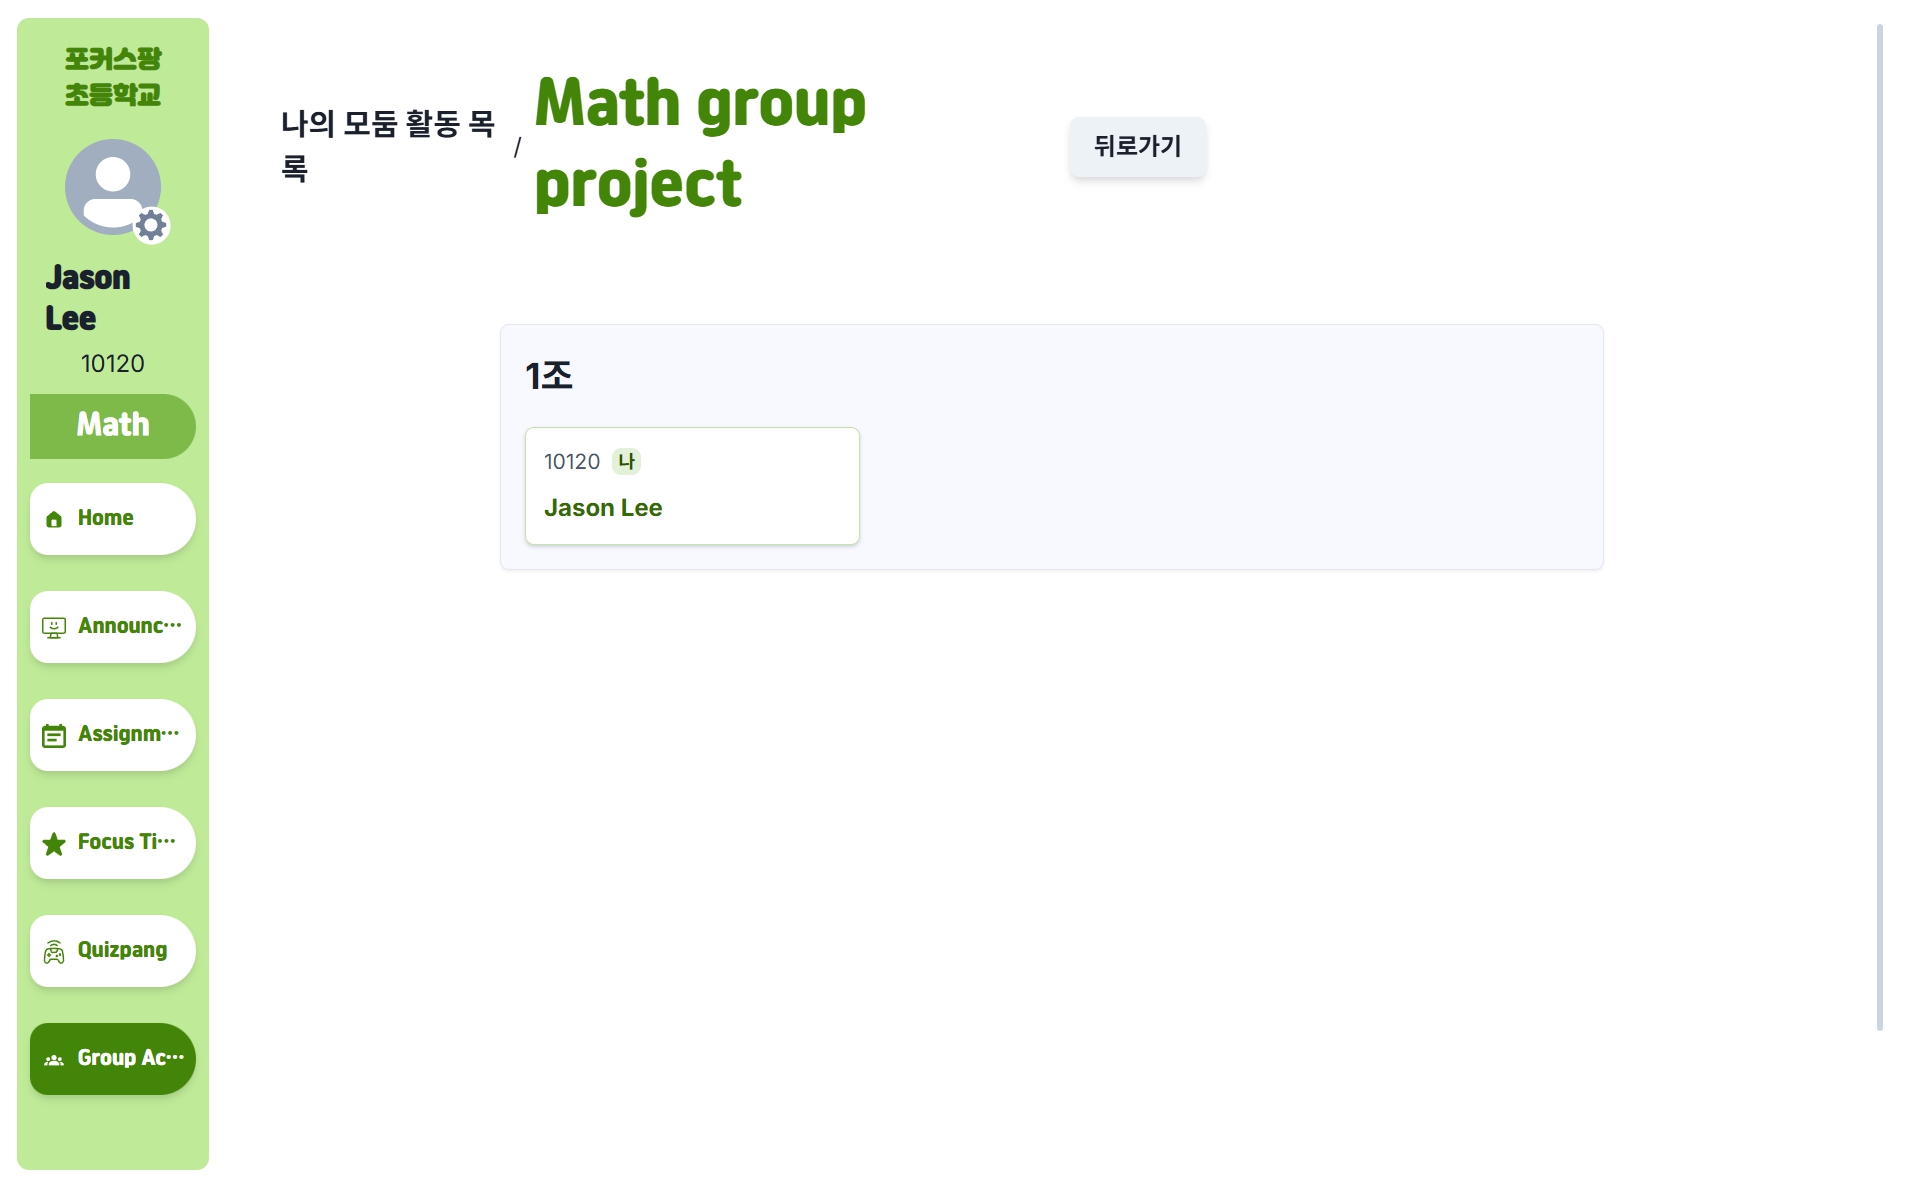 포커스팡
초등학교
Jason
Lee
10120
Math
Home
Announc···
Assignm···
Focus Ti···
Quizpang
Group Ac···
나의 모둠 활동 목
록
/
Math group
project
뒤로가기
1조
10120 나
Jason Lee